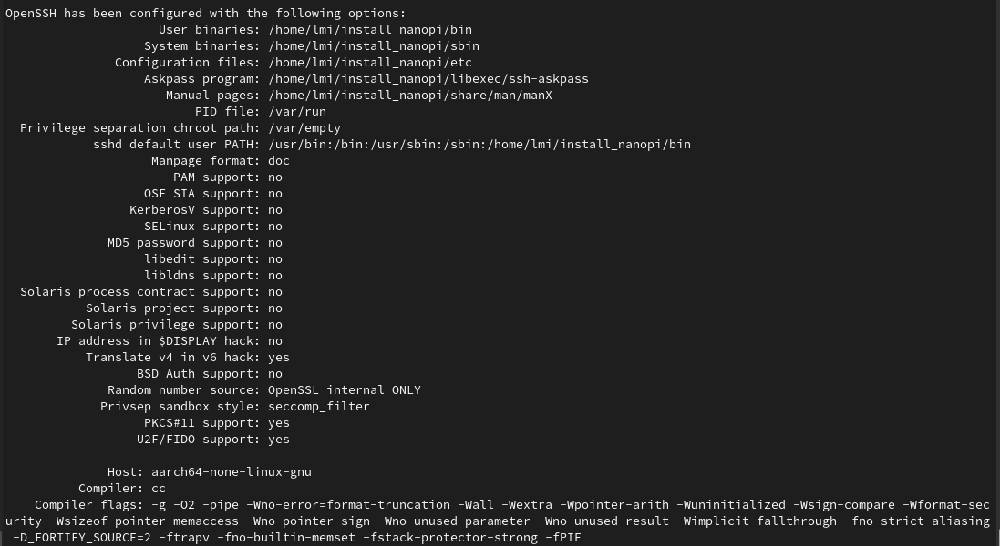 OpenSSH has been configured with the following options:
User binaries: /home/lmi/install_nanopi/bin
System binaries: /home/lmi/install_nanopi/sbin
Configuration files: /home/lmi/install_nanopi/etc
Askpass program: /home/lmi/install_nanopi/libexec/ssh-askpass
Manual pages: /home/lmi/install_nanopi/share/man/manX
PID file: /var/run
Privilege separation chroot path: /var/empty
sshd default user PATH: /usr/bin:/bin:/usr/sbin:/sbin:/home/lmi/install_nanopi/bin
Manpage format: doc
PAM support: no
OSF SIA support: no
KerberosV support: no
SELinux support: no
MD5 password support: no
libedit support: no
libldns support: no
Solaris process contract support: no
Solaris project support: no
Solaris privilege support: no
IP address in $DISPLAY hack: no
Translate v4 in v6 hack: yes
BSD Auth support: no
Random number source: OpenSSL internal ONLY
Privsep sandbox style: seccomp_filter
PKCS#11 support: yes
U2F/FIDO support: yes
Host: aarch64-none-linux-gnu
Compiler: cc
Compiler flags: -g -O2 -pipe -Wno-error=format-truncation -Wall -Wextra -Wpointer-arith -Wuninitialized -Wsign-compare -Wformat-sec
urity -Wsizeof-pointer-memaccess -Wno-pointer-sign -Wno-unused-parameter -Wno-unused-result -Wimplicit-fallthrough -fno-strict-aliasing
-D_FORTIFY_SOURCE=2 -ftrapv -fno-builtin-memset -fstack-protector-strong -fPIE